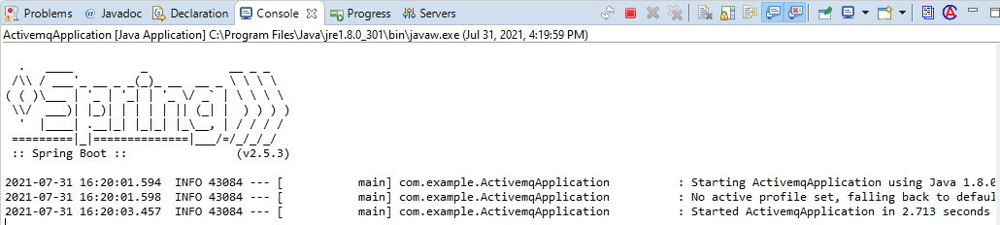 Problems @ Javadoc Declaration Console Progress Servers
ActivemqApplication [Java Application] C:\Program Files\Java\jre1.8.0_301\bin\javaw.exe (Jul 31, 2021, 4:19:59 PM)
  .   ____          _            __ _ _
 /\\ / ___'_ __ _ _(_)_ __  __ _ \ \ \ \
( ( )\___ | '_ | '_| | '_ \/ _` | \ \ \ \
 \\/  ___)| |_)| | | | | || (_| |  ) ) ) )
  '  |____| .__|_| |_|_| |_\__, | / / / /
 =========|_|==============|___/=/_/_/_/
 :: Spring Boot ::                (v2.5.3)
2021-07-31 16:20:01.594  INFO 43084 --- [           main] com.example.ActivemqApplication          : Starting ActivemqApplication using Java 1.8.0
2021-07-31 16:20:01.598  INFO 43084 --- [           main] com.example.ActivemqApplication          : No active profile set, falling back to defaul
2021-07-31 16:20:03.457  INFO 43084 --- [           main] com.example.ActivemqApplication          : Started ActivemqApplication in 2.713 seconds